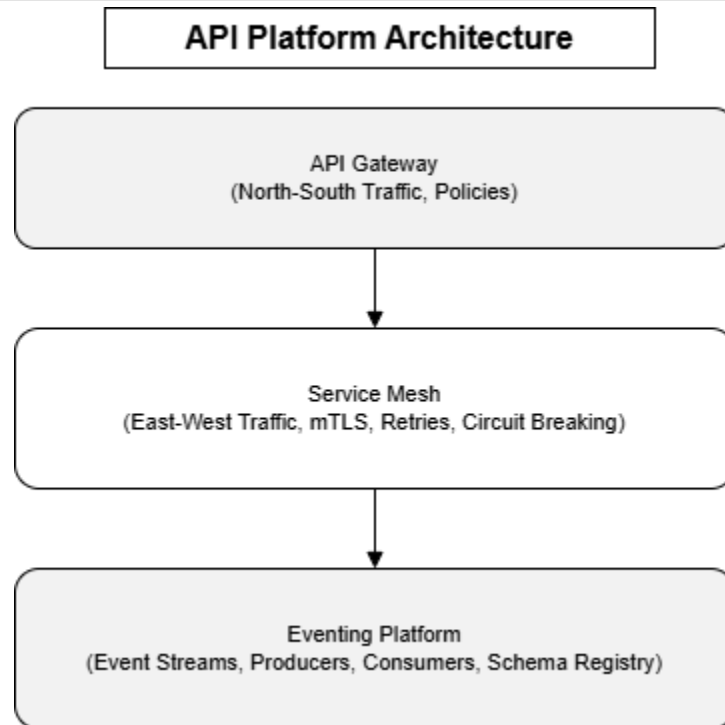 API Platform Architecture
API Gateway
(North-South Traffic, Policies)
Service Mesh
(East-West Traffic, mTLS, Retries, Circuit Breaking)
Eventing Platform
(Event Streams, Producers, Consumers, Schema Registry)